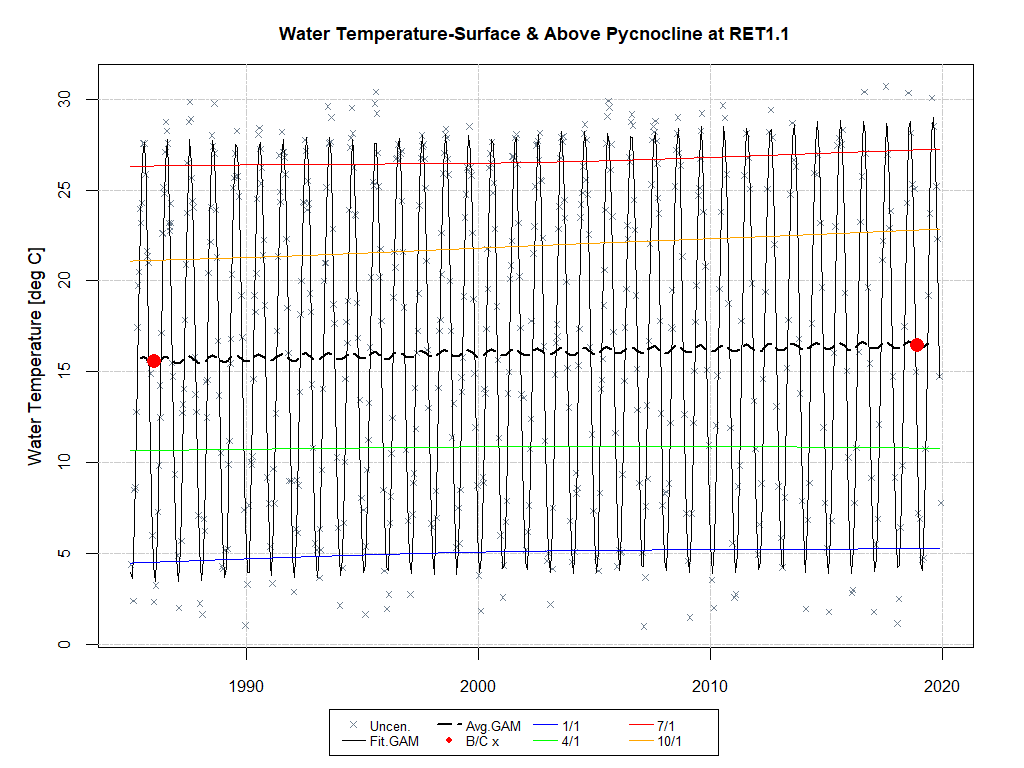 Water Temperature-Surface & Above Pycnocline at RET1.1
Water Temperature [deg C]
30
25
20
15
10
5
0
1990 2000 2010 2020
Uncen. Avg.GAM 1/1 7/1
Fit.GAM B/C x 4/1 10/1